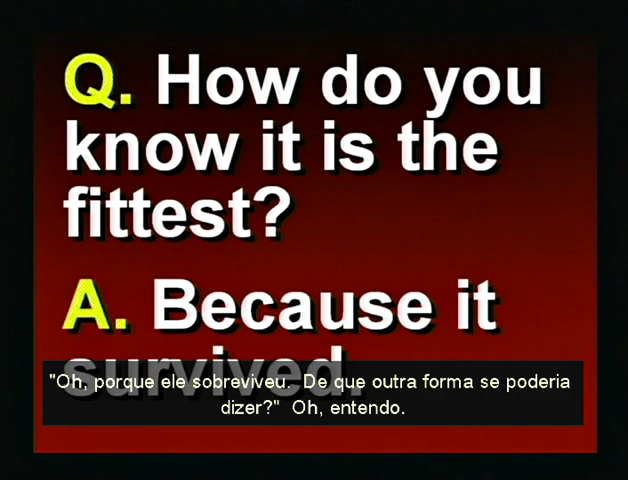 Q. How do you
know it is the
fittest?
A. Because it
survived.
"Oh, porque ele sobreviveu.  De que outra forma se poderia
dizer?"  Oh, entendo.